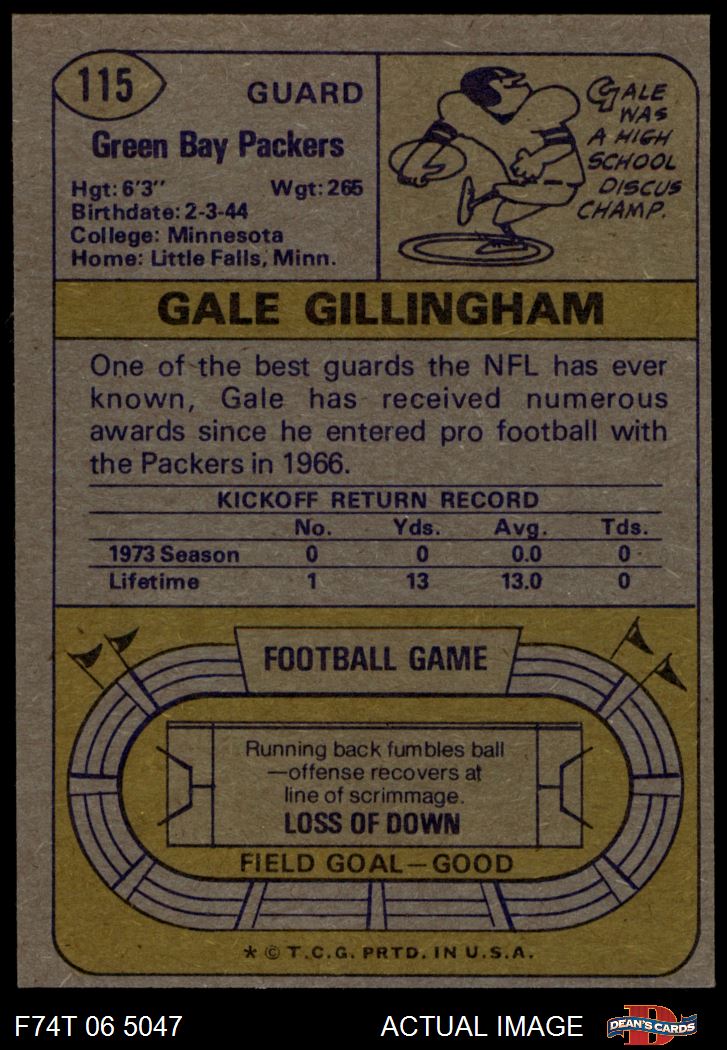 115
GUARD
Green Bay Packers
Hgt: 6'3" Wgt: 265
Birthdate: 2-3-44
College: Minnesota
Home: Little Falls, Minn.
GALE
WAS
A HIGH
SCHOOL
DISCUS
CHAMP.
GALE GILLINGHAM
One of the best guards the NFL has ever
known, Gale has received numerous
awards since he entered pro football with
the Packers in 1966.
KICKOFF RETURN RECORD
No. Yds. Avg. Tds.
1973 Season 0 0 0.0 0
Lifetime 1 13 13.0 0
FOOTBALL GAME
Running back fumbles ball
—offense recovers at
line of scrimmage.
LOSS OF DOWN
FIELD GOAL—GOOD
* © T.C.G. PRTD. IN U.S.A.
F74T 06 5047 ACTUAL IMAGE D DEAN'S CARDS